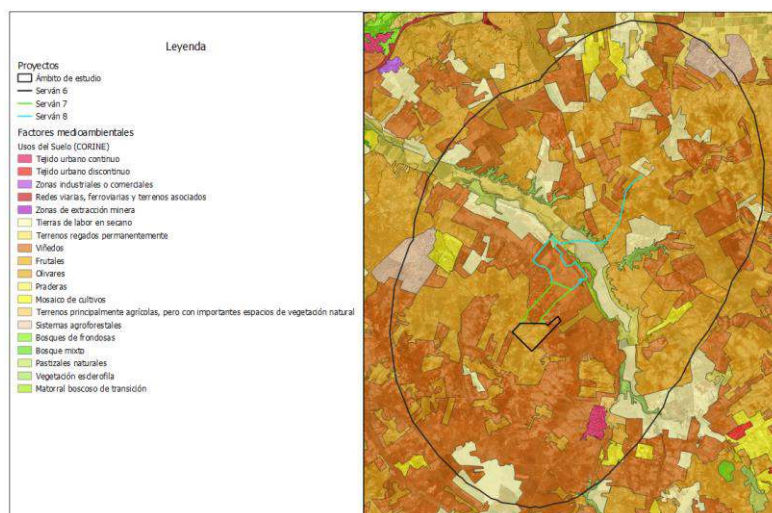 Leyenda
Proyectos
Ámbito de estudio
Serván 6
Serván 7
Serván 8
Factores medioambientales
Usos del Suelo (CORINE)
Tejido urbano continuo
Tejido urbano discontinuo
Zonas industriales o comerciales
Redes viarias, ferroviarias y terrenos asociados
Zonas de extracción minera
Tierras de labor en secano
Terrenos regados permanentemente
Viñedos
Frutales
Olivares
Praderas
Mosaico de cultivos
Terrenos principalmente agrícolas, pero con importantes espacios de vegetación natural
Sistemas agroforestales
Bosques de frondosas
Bosque mixto
Pastizales naturales
Vegetación esclerofila
Matorral boscoso de transición